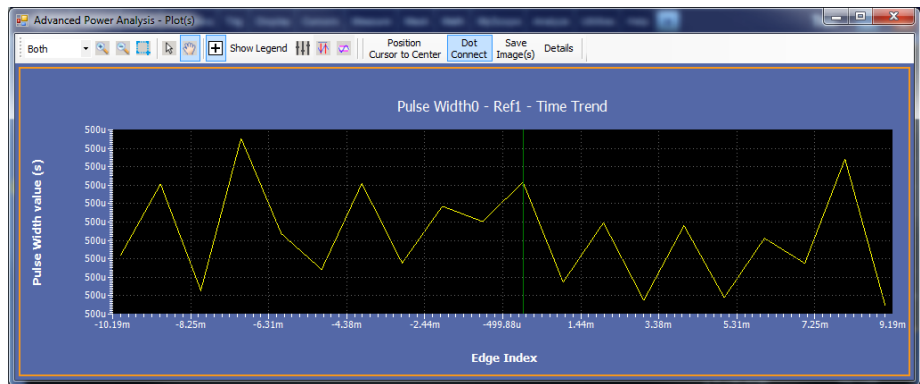 Advanced Power Analysis - Plot(s)
Both
Show Legend
Position
Cursor to Center
Dot
Connect
Save
Image(s)
Details
Pulse Width0 - Ref1 - Time Trend
Pulse Width value (s)
500u
500u
500u
500u
500u
500u
500u
500u
500u
500u
500u
-10.19m -8.25m -6.31m -4.38m -2.44m -499.88u 1.44m 3.38m 5.31m 7.25m 9.19m
Edge Index